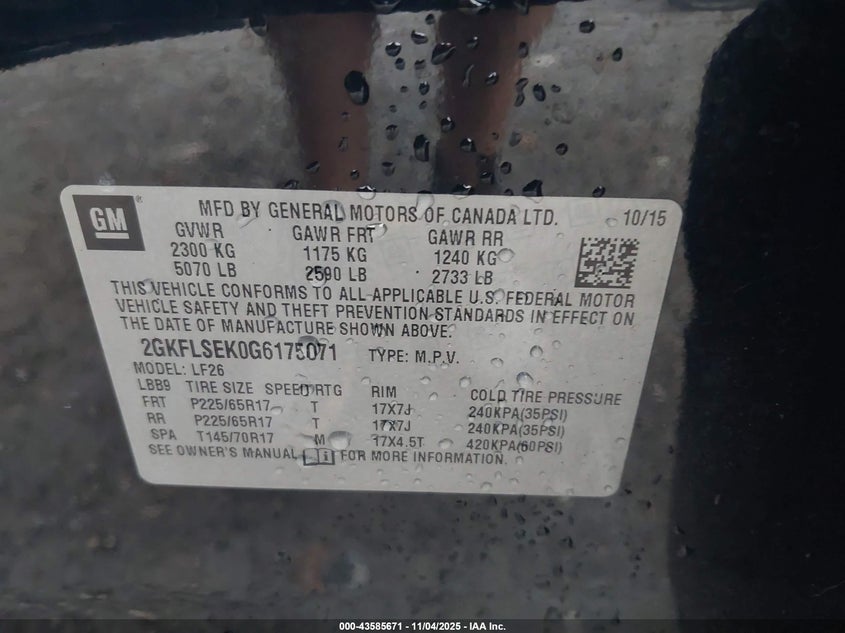 GM
MFD BY GENERAL MOTORS OF CANADA LTD. 10/15
GVWR GAWR FRT GAWR RR
2300 KG 1175 KG 1240 KG
5070 LB 2590 LB 2733 LB
THIS VEHICLE CONFORMS TO ALL APPLICABLE U.S. FEDERAL MOTOR
VEHICLE SAFETY AND THEFT PREVENTION STANDARDS IN EFFECT ON
THE DATE OF MANUFACTURE SHOWN ABOVE.
2GKFLSEK0G6175071 TYPE: M.P.V.
MODEL: LF26
LBB9 TIRE SIZE SPEED RTG RIM COLD TIRE PRESSURE
FRT P225/65R17 T 17X7J 240KPA(35PSI)
RR P225/65R17 T 17X7J 240KPA(35PSI)
SPA T145/70R17 M 17X4.5T 420KPA(60PSI)
SEE OWNER'S MANUAL FOR MORE INFORMATION.
000-43585671 - 11/04/2025 - IAA Inc.